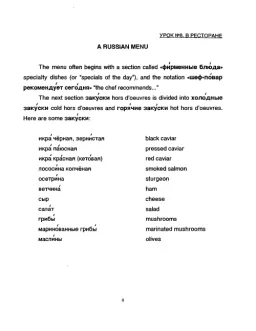 УРОК №8. В РЕСТОРАНЕ
A RUSSIAN MENU
The menu often begins with a section called «фи́рменные блю́да»
specialty dishes (or "specials of the day"), and the notation «шеф-по́вар
рекоменду́ет сего́дня» "the chef recommends..."
The next section заку́ски hors d'oeuvres is divided into холо́дные
заку́ски cold hors d'oeuvres and горя́чие заку́ски hot hors d'oeuvres.
Here are some заку́ски:
икра́ чёрная, зерни́стая black caviar
икра́ па́юсная pressed caviar
икра́ кра́сная (кето́вая) red caviar
лососи́на копчёная smoked salmon
осетри́на sturgeon
ветчина́ ham
сыр cheese
сала́т salad
грибы́ mushrooms
марино́ванные грибы́ marinated mushrooms
масли́ны olives